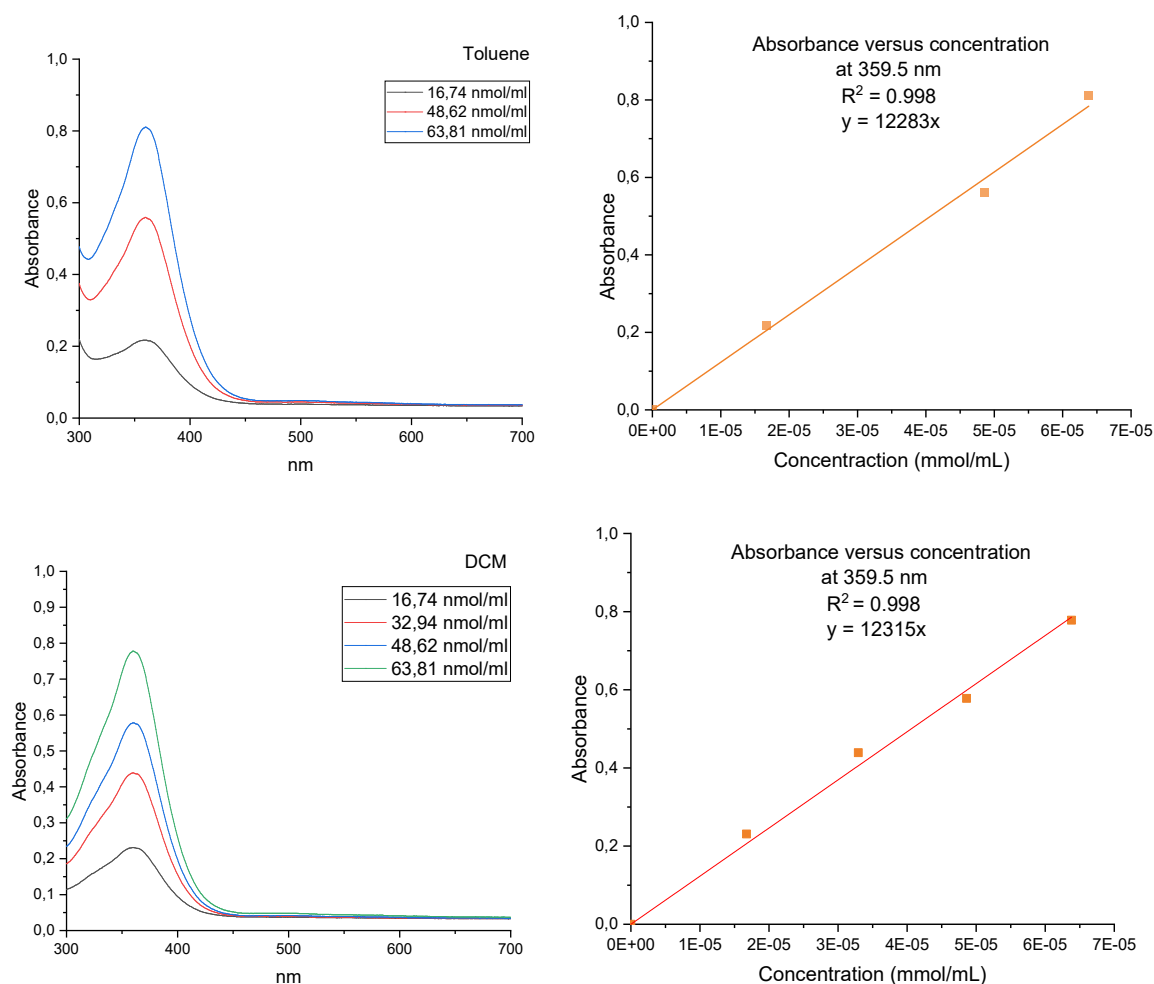 Toluene
16,74 nmol/ml
48,62 nmol/ml
63,81 nmol/ml
1,0
0,8
0,6
0,4
0,2
0,0
Absorbance
300
400
500
600
700
nm
Absorbance versus concentration
at 359.5 nm
R² = 0.998
y = 12283x
1,0
0,8
0,6
0,4
0,2
0,0
Absorbance
0E+00
1E-05
2E-05
3E-05
4E-05
5E-05
6E-05
7E-05
Concentraction (mmol/mL)
DCM
16,74 nmol/ml
32,94 nmol/ml
48,62 nmol/ml
63,81 nmol/ml
1,0
0,9
0,8
0,7
0,6
0,5
0,4
0,3
0,2
0,1
0,0
Absorbance
300
400
500
600
700
nm
Absorbance versus concentration
at 359.5 nm
R² = 0.998
y = 12315x
1,0
0,8
0,6
0,4
0,2
0,0
Absorbance
0E+00
1E-05
2E-05
3E-05
4E-05
5E-05
6E-05
7E-05
Concentration (mmol/mL)